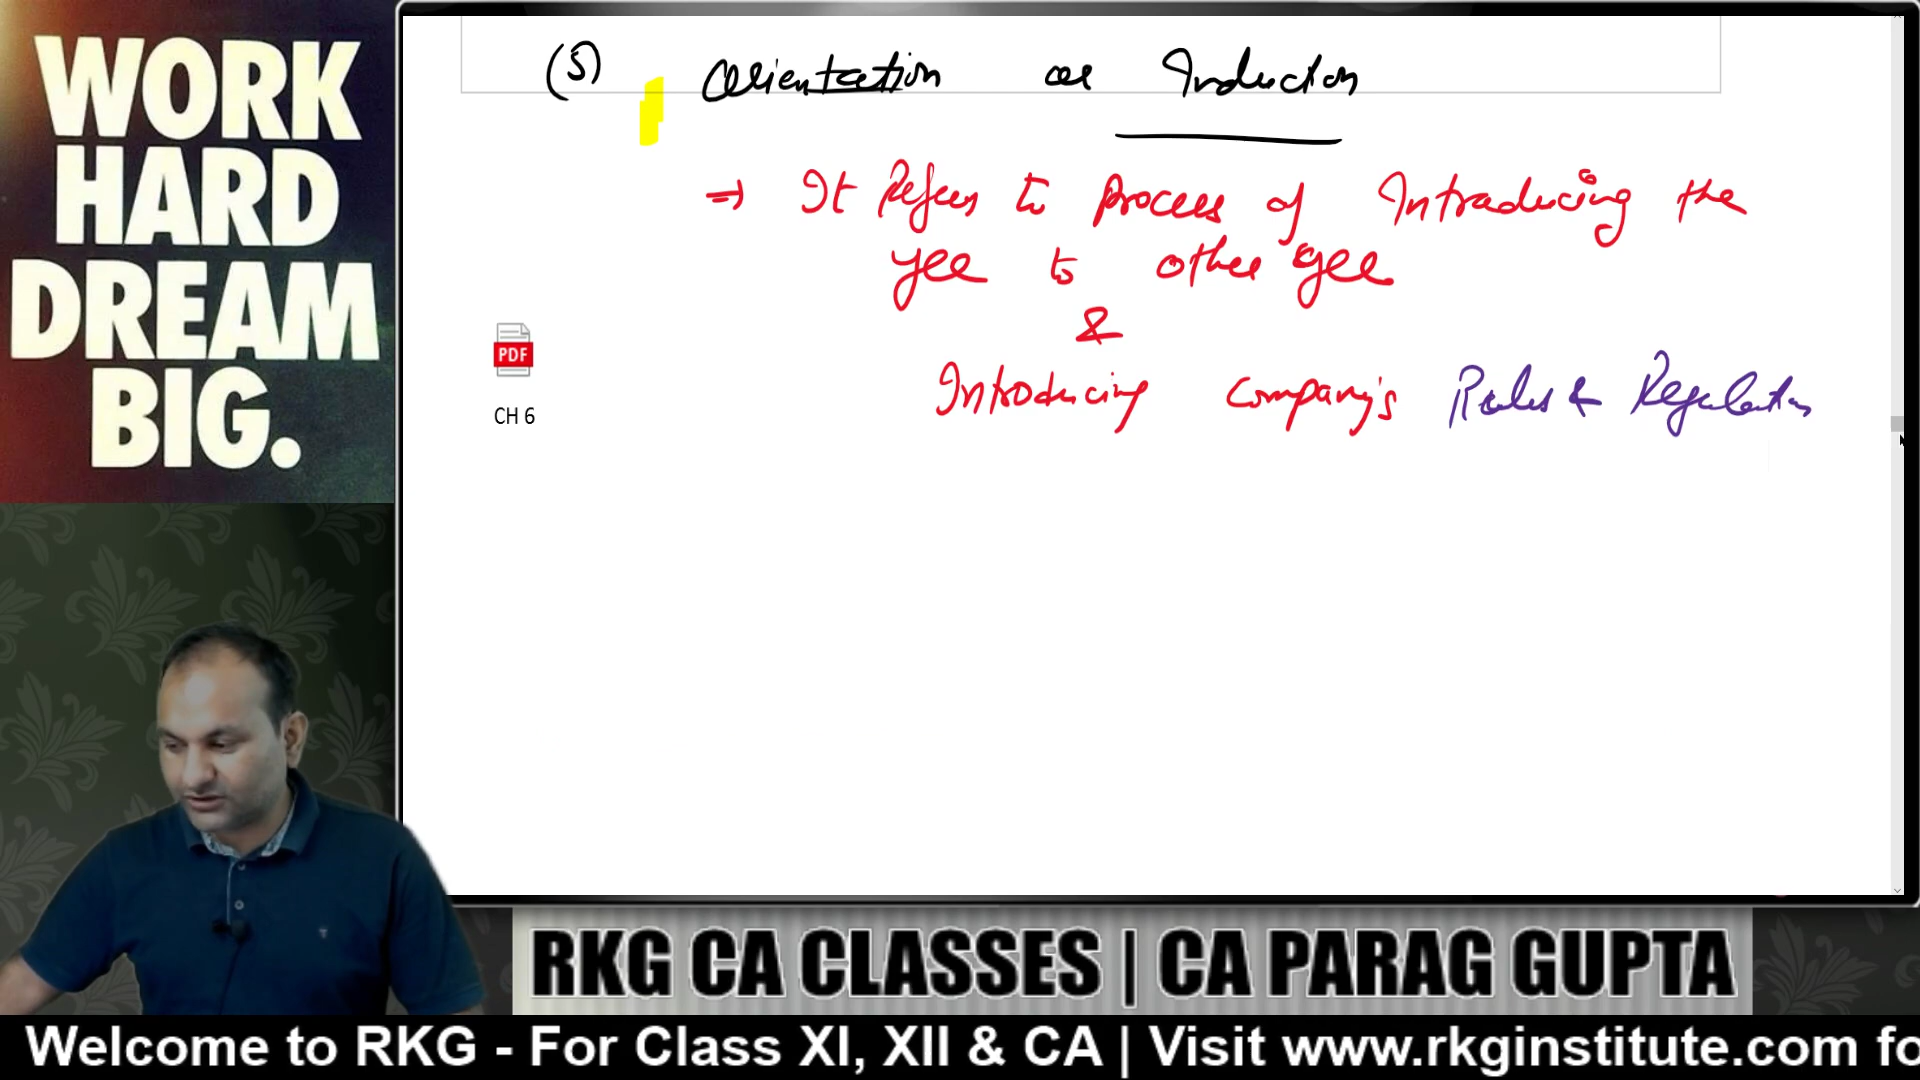 WORK
HARD
DREAM
BIG.
(5) Orientation or Induction
⇒ It Refers to process of Introducing the
yee to other yee
&
Introducing Company's Rules & Regulation
PDF
CH 6
RKG CA CLASSES | CA PARAG GUPTA
Welcome to RKG - For Class XI, XII & CA | Visit www.rkginstitute.com fo